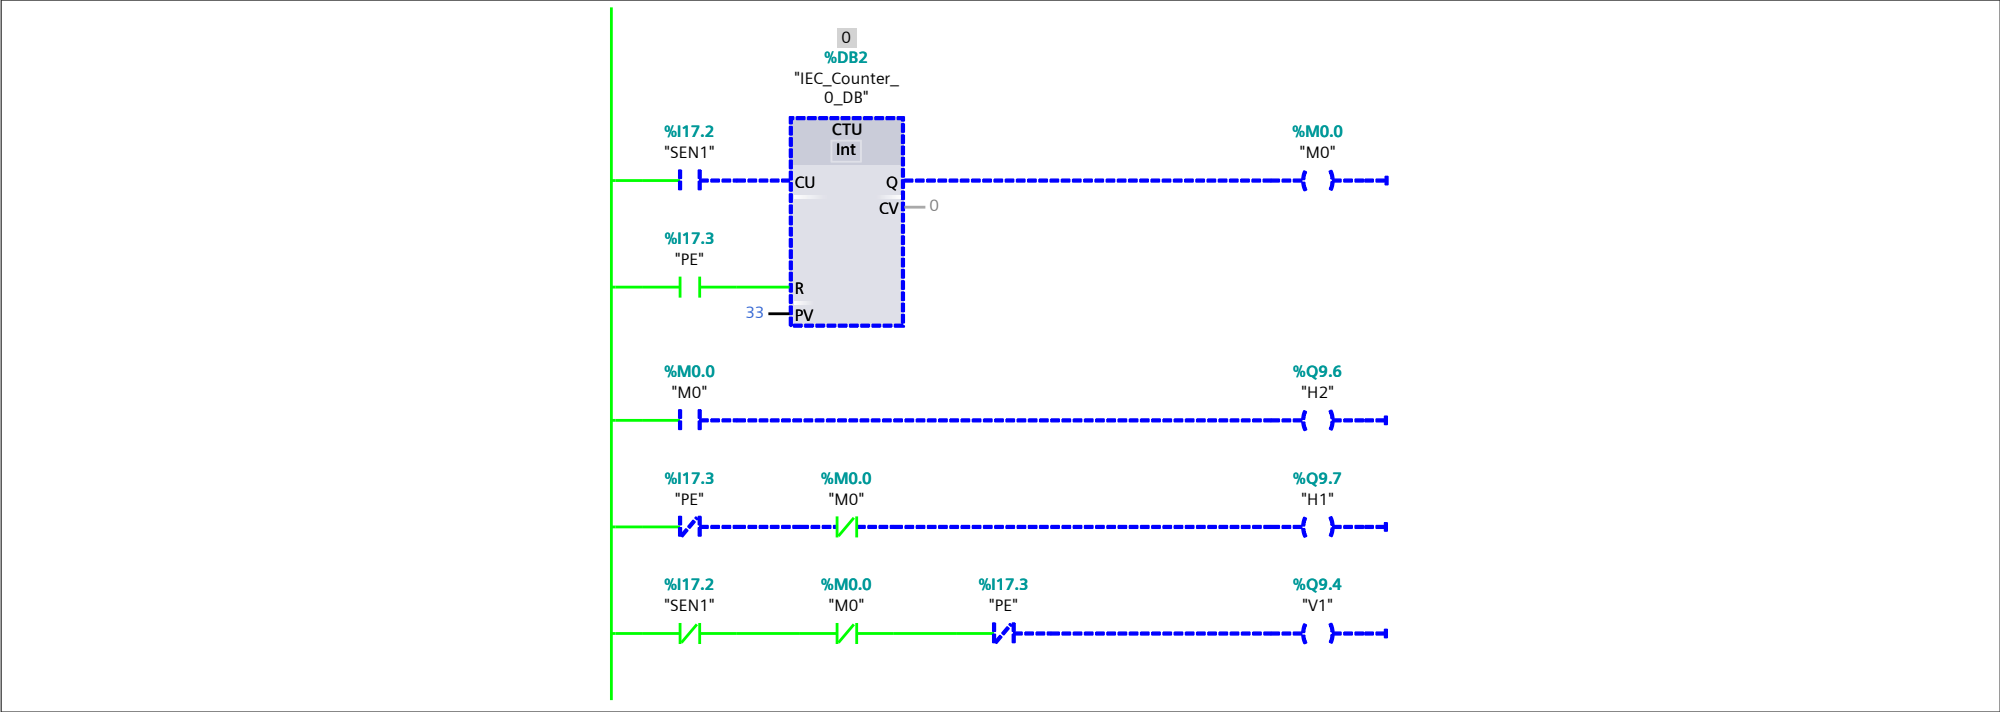 0
%DB2
"IEC_Counter_
0_DB"
%I17.2
"SEN1"
CTU
Int
%M0.0
"M0"
CU
Q
CV
0
%I17.3
"PE"
R
33
PV
%M0.0
"M0"
%Q9.6
"H2"
%I17.3
"PE"
%M0.0
"M0"
%Q9.7
"H1"
%I17.2
"SEN1"
%M0.0
"M0"
%I17.3
"PE"
%Q9.4
"V1"